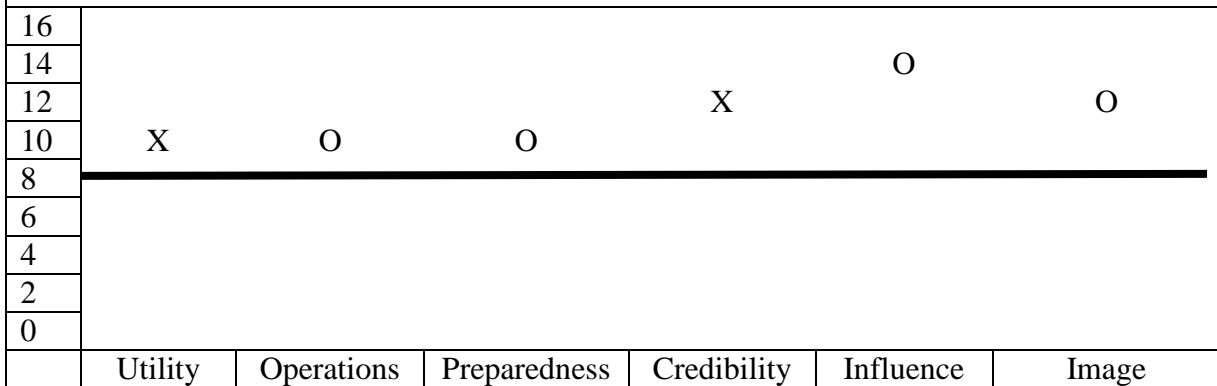 16
14 O
12 X O
10 X O O
8
6
4
2
0
Utility Operations Preparedness Credibility Influence Image